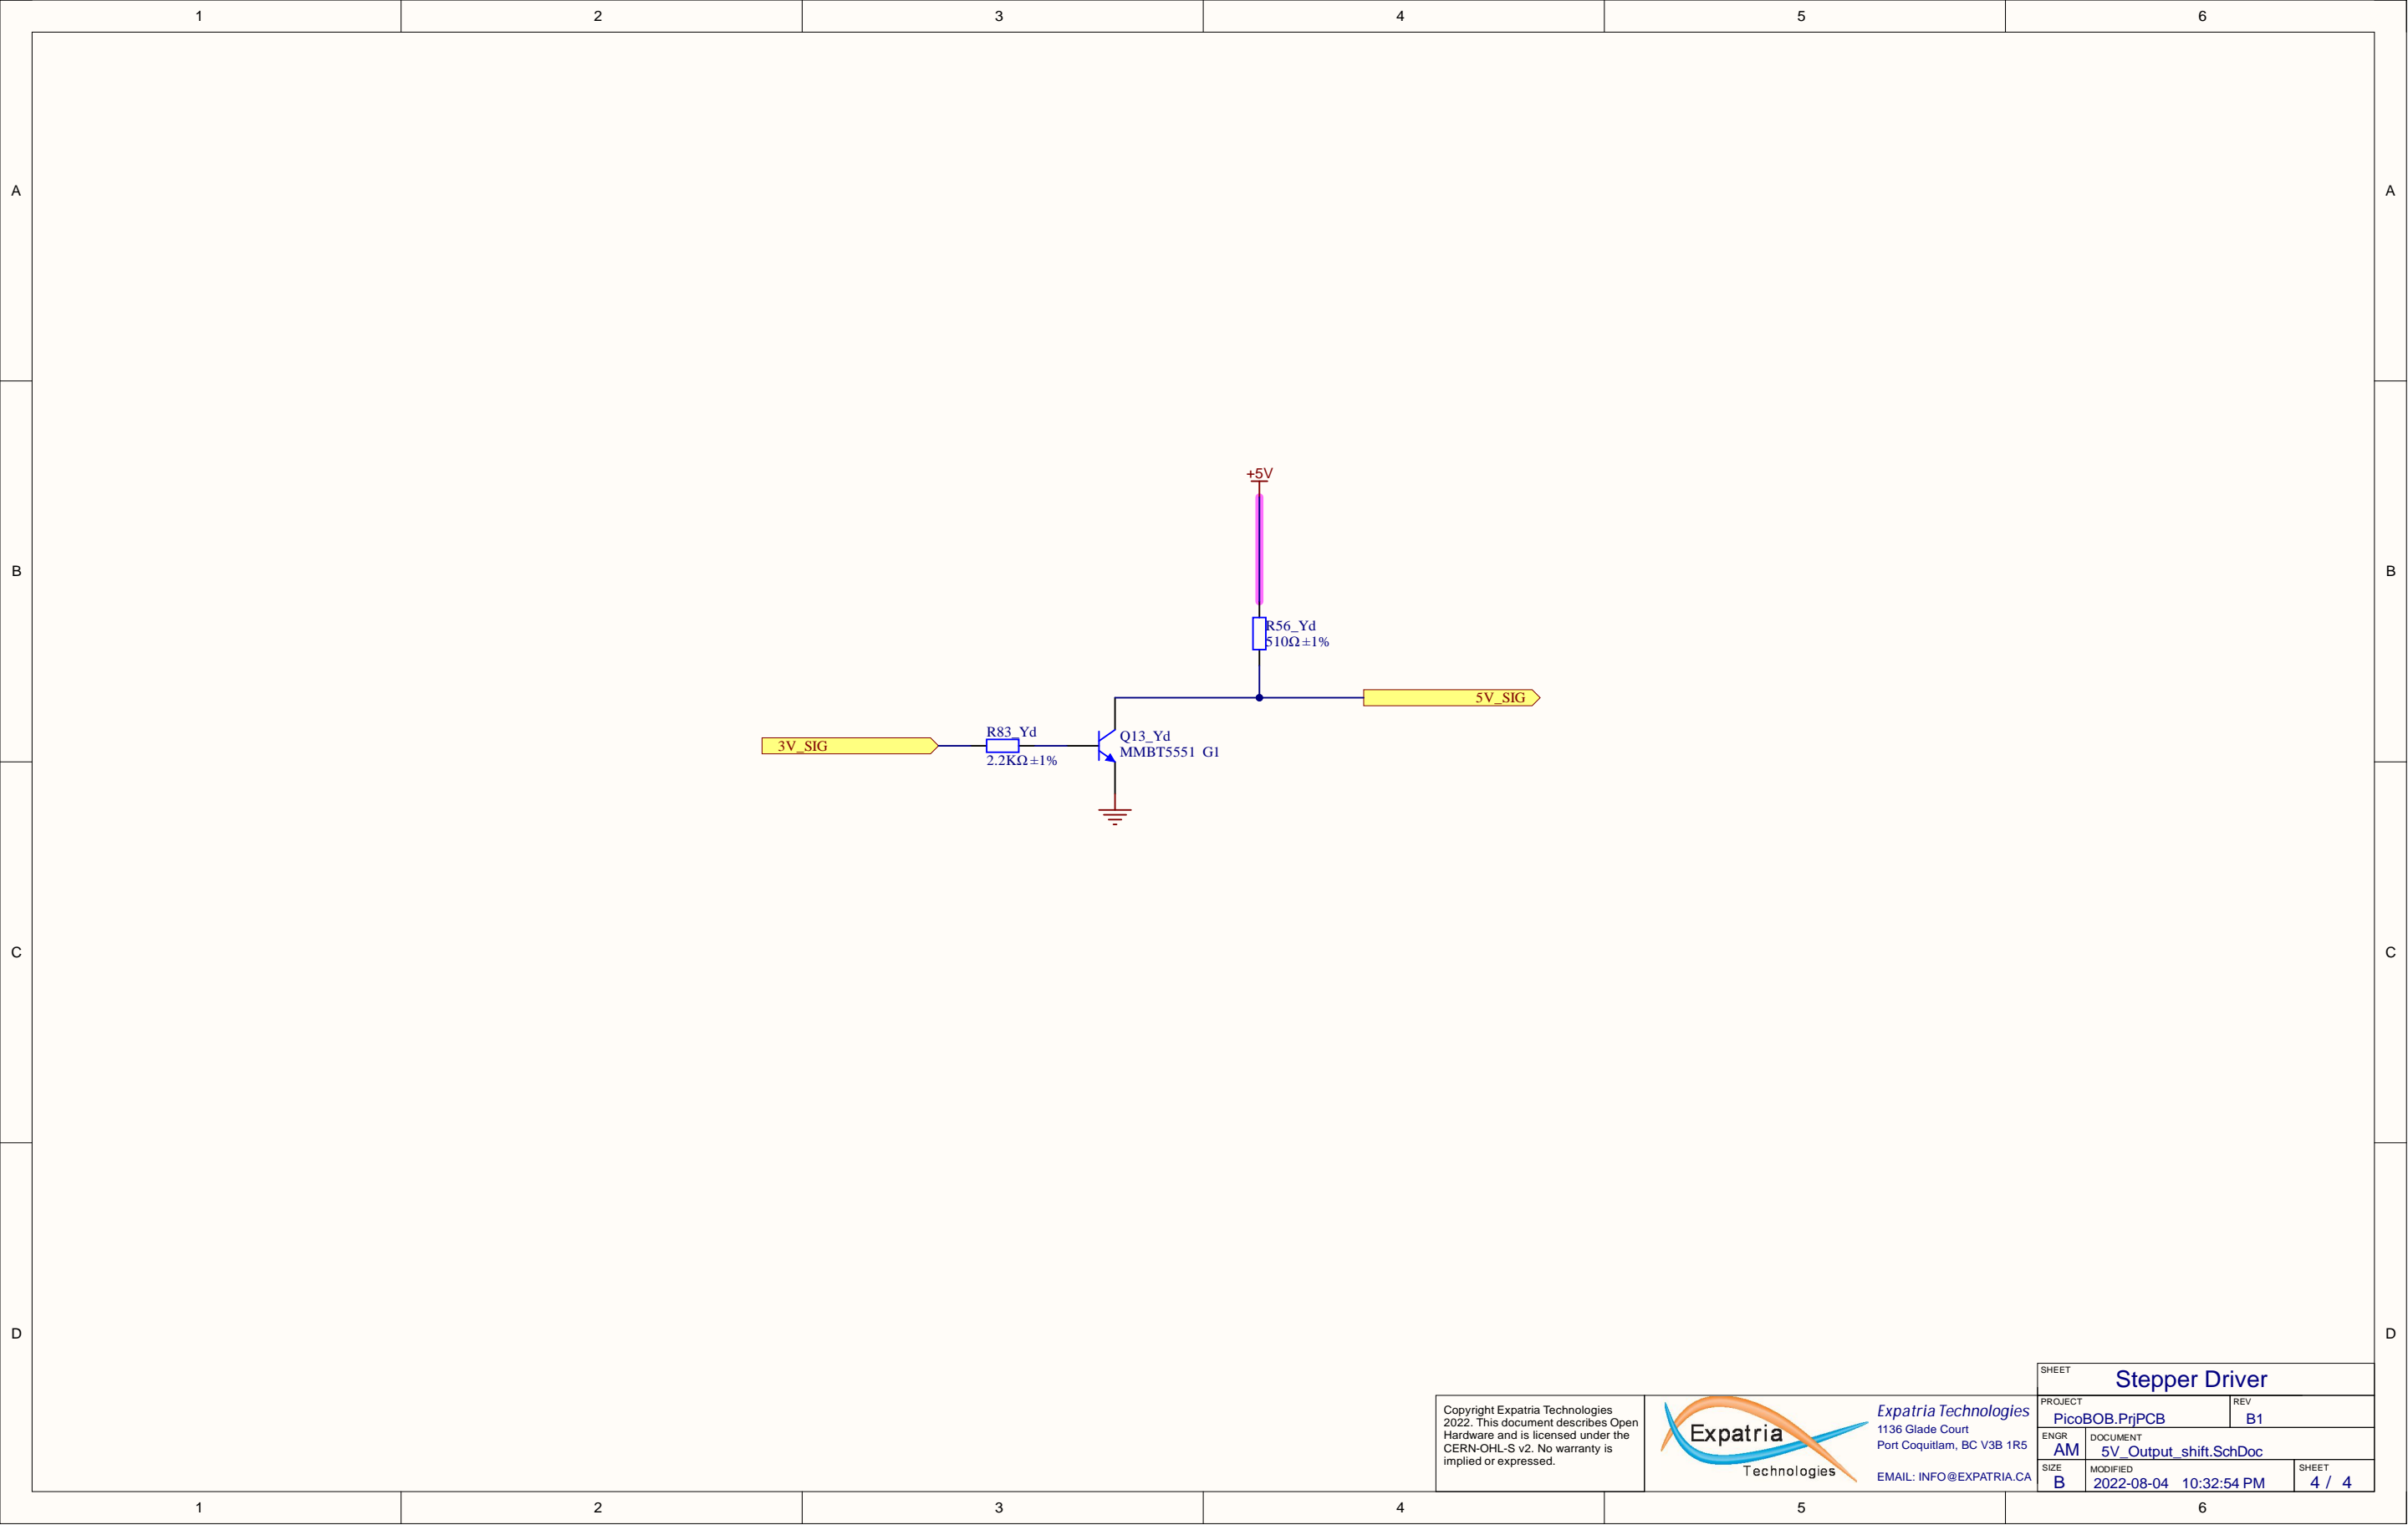 1 2 3 4 5 6
A A
+5V
B B
R56_Yd
510Ω±1%
5V_SIG
R83_Yd
Q13_Yd
3V_SIG
MMBT5551 G1
2.2KΩ±1%
C C
D D
SHEET
Stepper Driver
Copyright Expatria Technologies
2022. This document describes Open
Hardware and is licensed under the
CERN-OHL-S v2. No warranty is
implied or expressed.
Expatria
Technologies
Expatria Technologies
1136 Glade Court
Port Coquitlam, BC V3B 1R5
EMAIL: INFO@EXPATRIA.CA
PROJECT
PicoBOB.PrjPCB
REV
B1
ENGR
AM
DOCUMENT
5V_Output_shift.SchDoc
SIZE
B
MODIFIED
2022-08-04 10:32:54 PM
SHEET
4 / 4
1 2 3 4 5 6